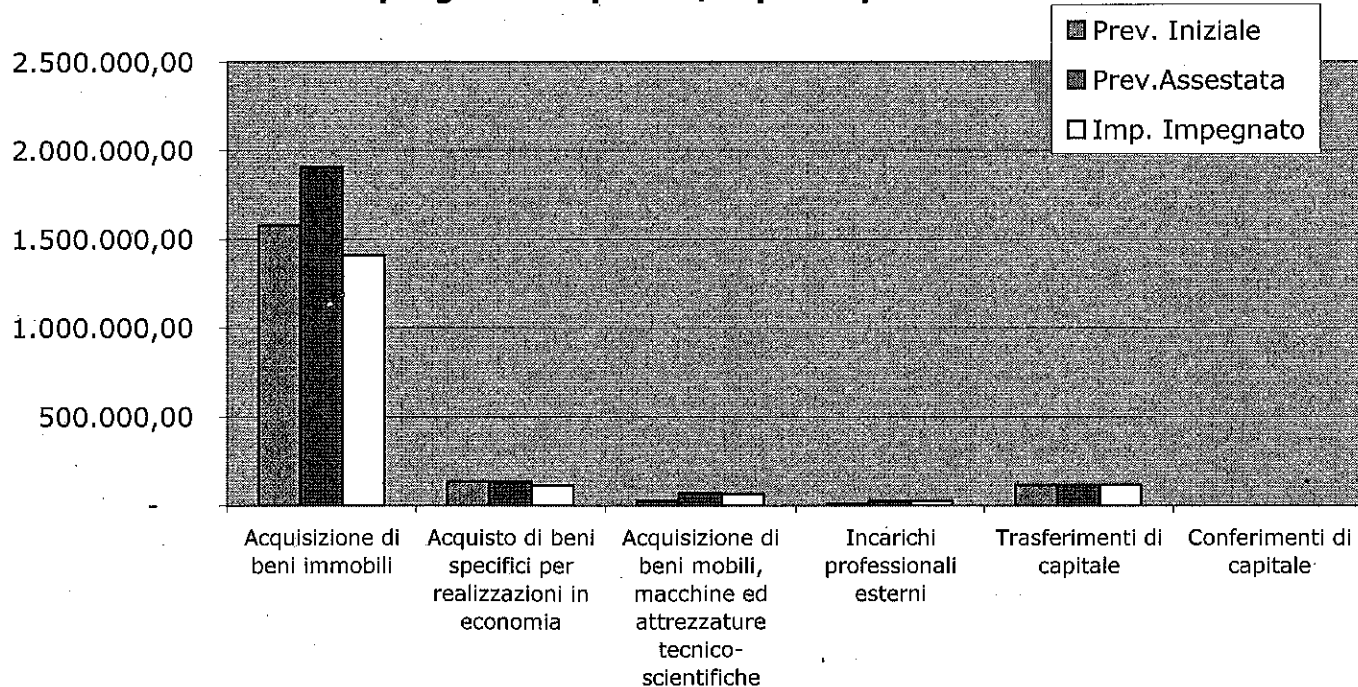 Prev. Iniziale
Prev.Assestata
Imp. Impegnato
2.500.000,00
2.000.000,00
1.500.000,00
1.000.000,00
500.000,00
-
Acquisizione di
beni immobili
Acquisto di beni
specifici per
realizzazioni in
economia
Acquisizione di
beni mobili,
macchine ed
attrezzature
tecnico-
scientifiche
Incarichi
professionali
esterni
Trasferimenti di
capitale
Conferimenti di
capitale